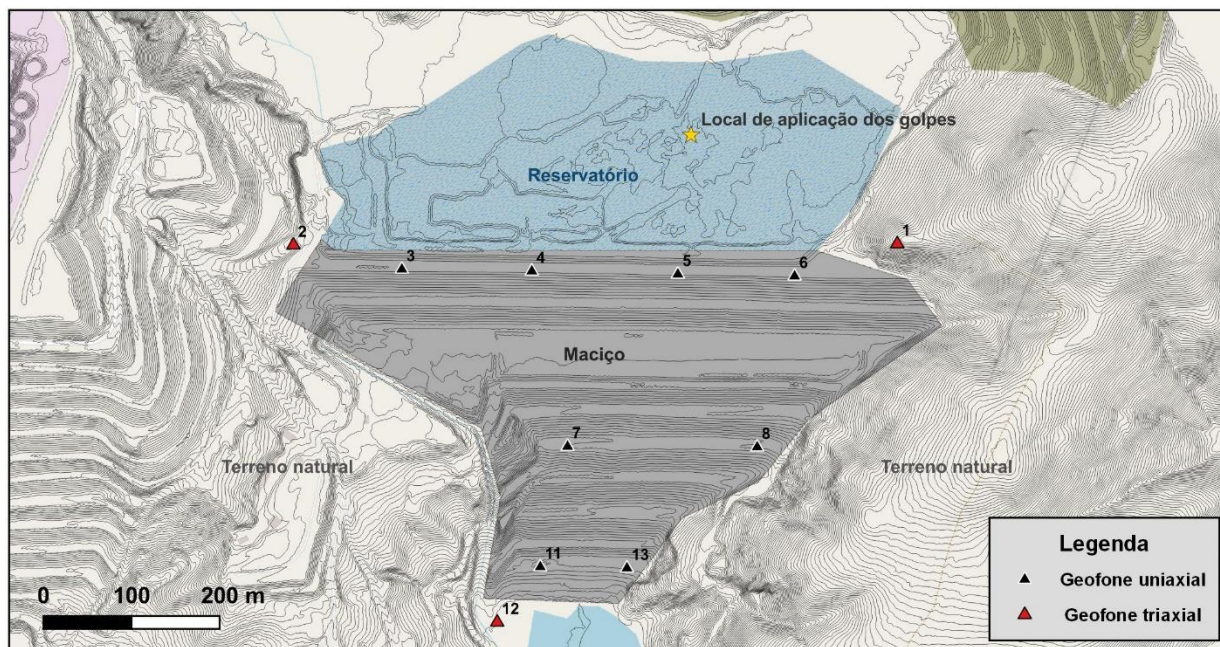 Local de aplicação dos golpes
Reservatório
2
1
3
4
5
6
Maciço
7
8
Terreno natural
Terreno natural
11
13
12
0 100 200 m
Legenda
Geofone uniaxial
Geofone triaxial